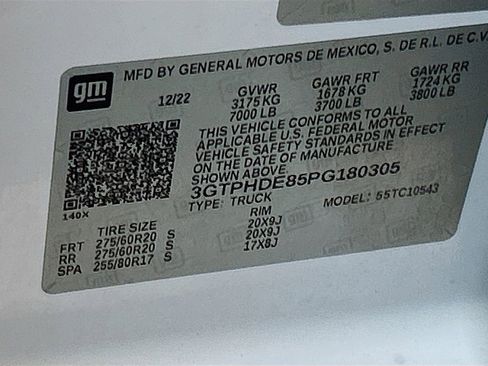 gm
MFD BY GENERAL MOTORS DE MEXICO, S. DE R.L. DE C.V.
12/22 GVWR GAWR FRT GAWR RR
3175 KG 1678 KG 1724 KG
7000 LB 3700 LB 3800 LB
THIS VEHICLE CONFORMS TO ALL
APPLICABLE U.S. FEDERAL MOTOR
VEHICLE SAFETY STANDARDS IN EFFECT
ON THE DATE OF MANUFACTURE
SHOWN ABOVE
3GTPHDE85PG180305
TYPE: TRUCK MODEL: 55TC10543
140X
TIRE SIZE RIM
FRT 275/60R20 S 20X9J
RR 275/60R20 S 20X9J
SPA 255/80R17 S 17X8J